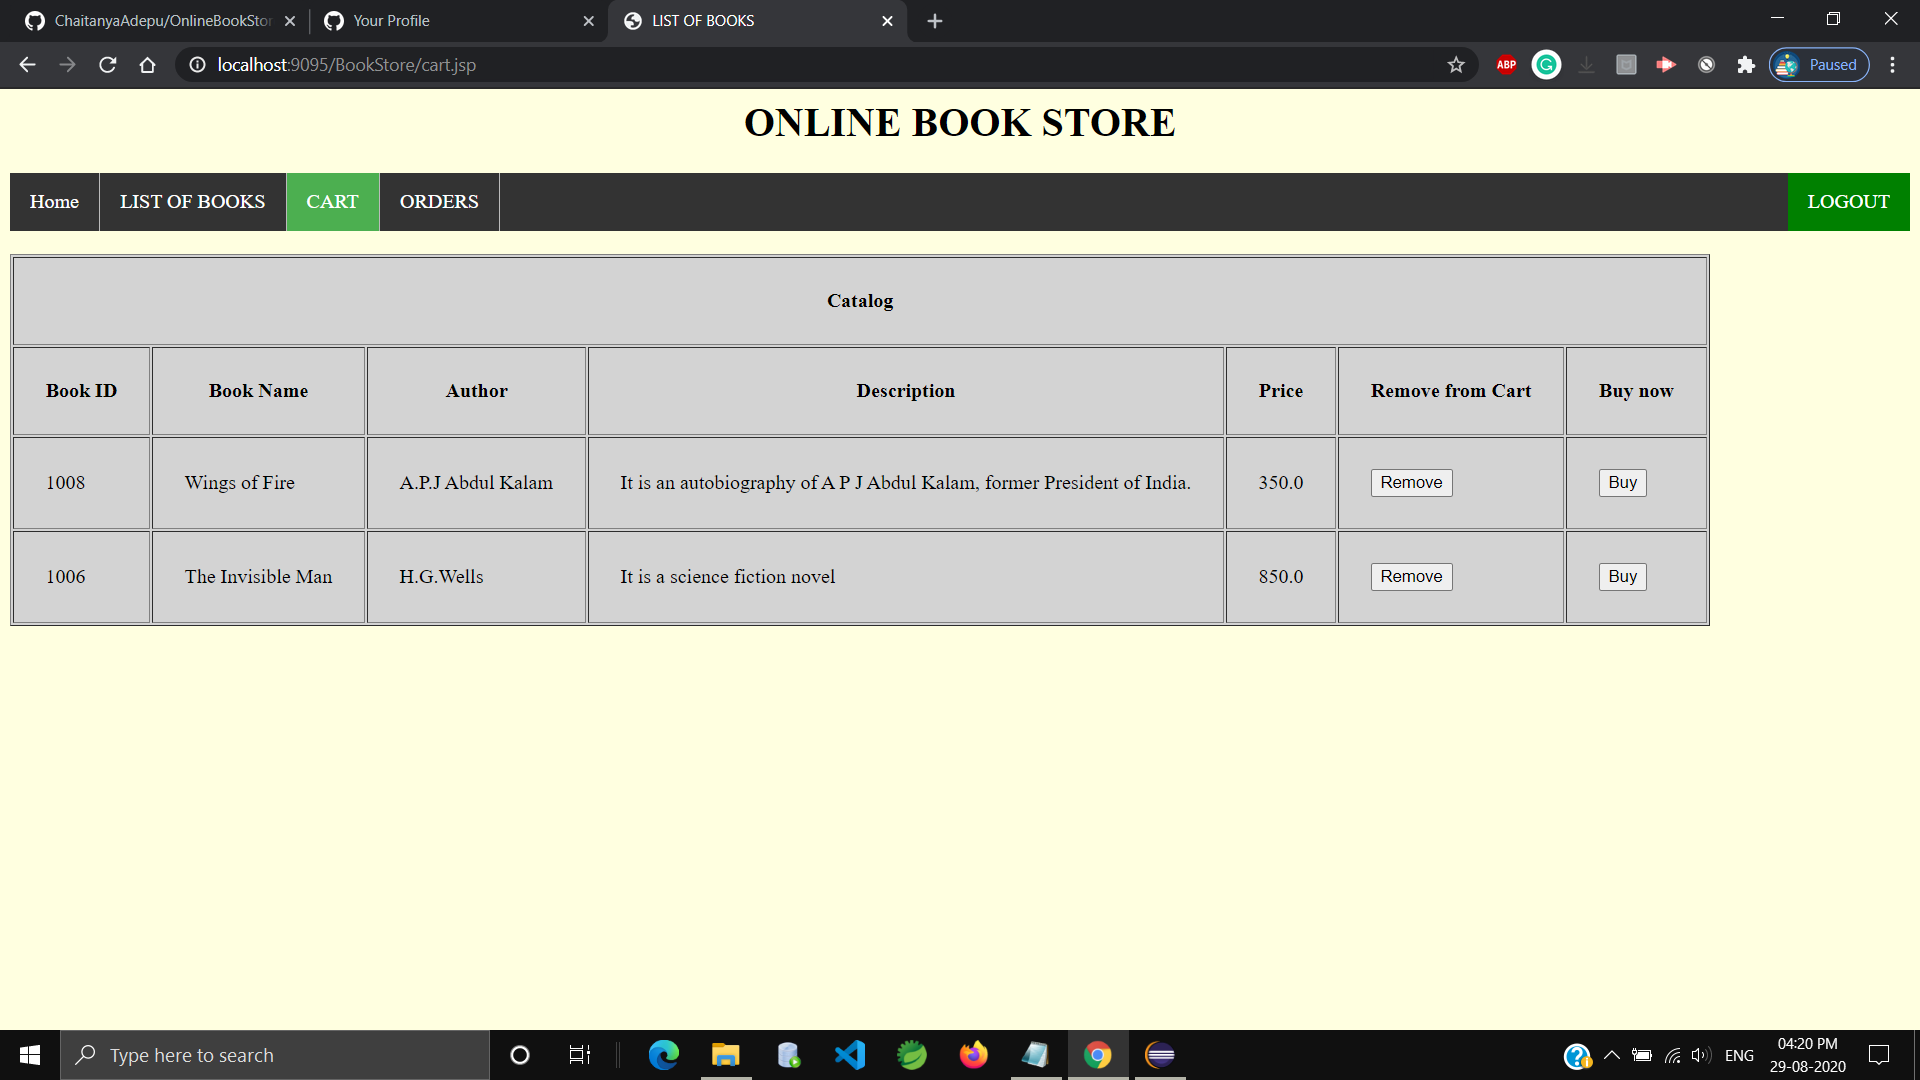 ChaitanyaAdepu/OnlineBookStor
Your Profile
LIST OF BOOKS
localhost:9095/BookStore/cart.jsp
ABP
Paused
ONLINE BOOK STORE
Home LIST OF BOOKS CART ORDERS LOGOUT
Catalog
Book ID Book Name Author Description Price Remove from Cart Buy now
1008 Wings of Fire A.P.J Abdul Kalam It is an autobiography of A P J Abdul Kalam, former President of India. 350.0 Remove Buy
1006 The Invisible Man H.G.Wells It is a science fiction novel 850.0 Remove Buy
Type here to search
ENG
04:20 PM
29-08-2020